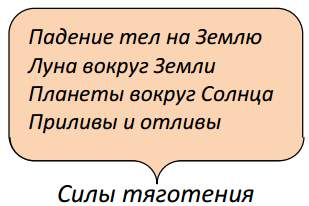 Падение тел на Землю
Луна вокруг Земли
Планеты вокруг Солнца
Приливы и отливы
Силы тяготения